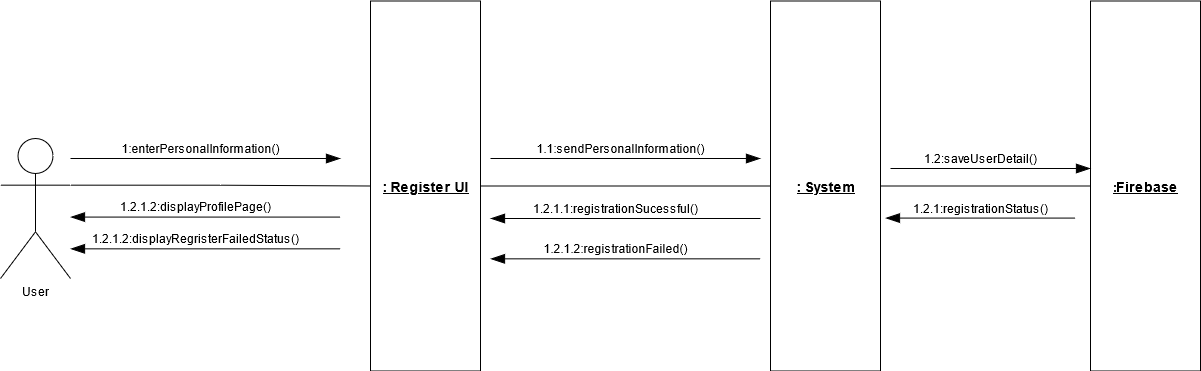 1:enterPersonalInformation()
1.1:sendPersonalInformation()
1.2:saveUserDetail()
: Register UI
: System
:Firebase
1.2.1.2:displayProfilePage()
1.2.1.1:registrationSucessful()
1.2.1:registrationStatus()
1.2.1.2:displayRegristerFailedStatus()
1.2.1.2:registrationFailed()
User